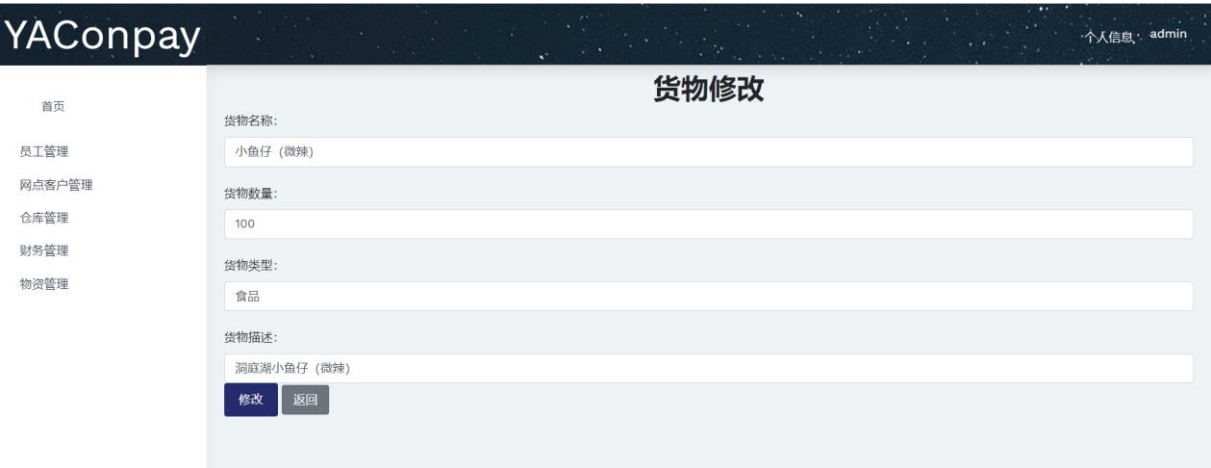 YAConpay
个人信息 admin
首页
员工管理
网点客户管理
仓库管理
财务管理
物资管理
货物修改
货物名称:
小鱼仔 (微辣)
货物数量:
100
货物类型:
食品
货物描述:
洞庭湖小鱼仔 (微辣)
修改 返回